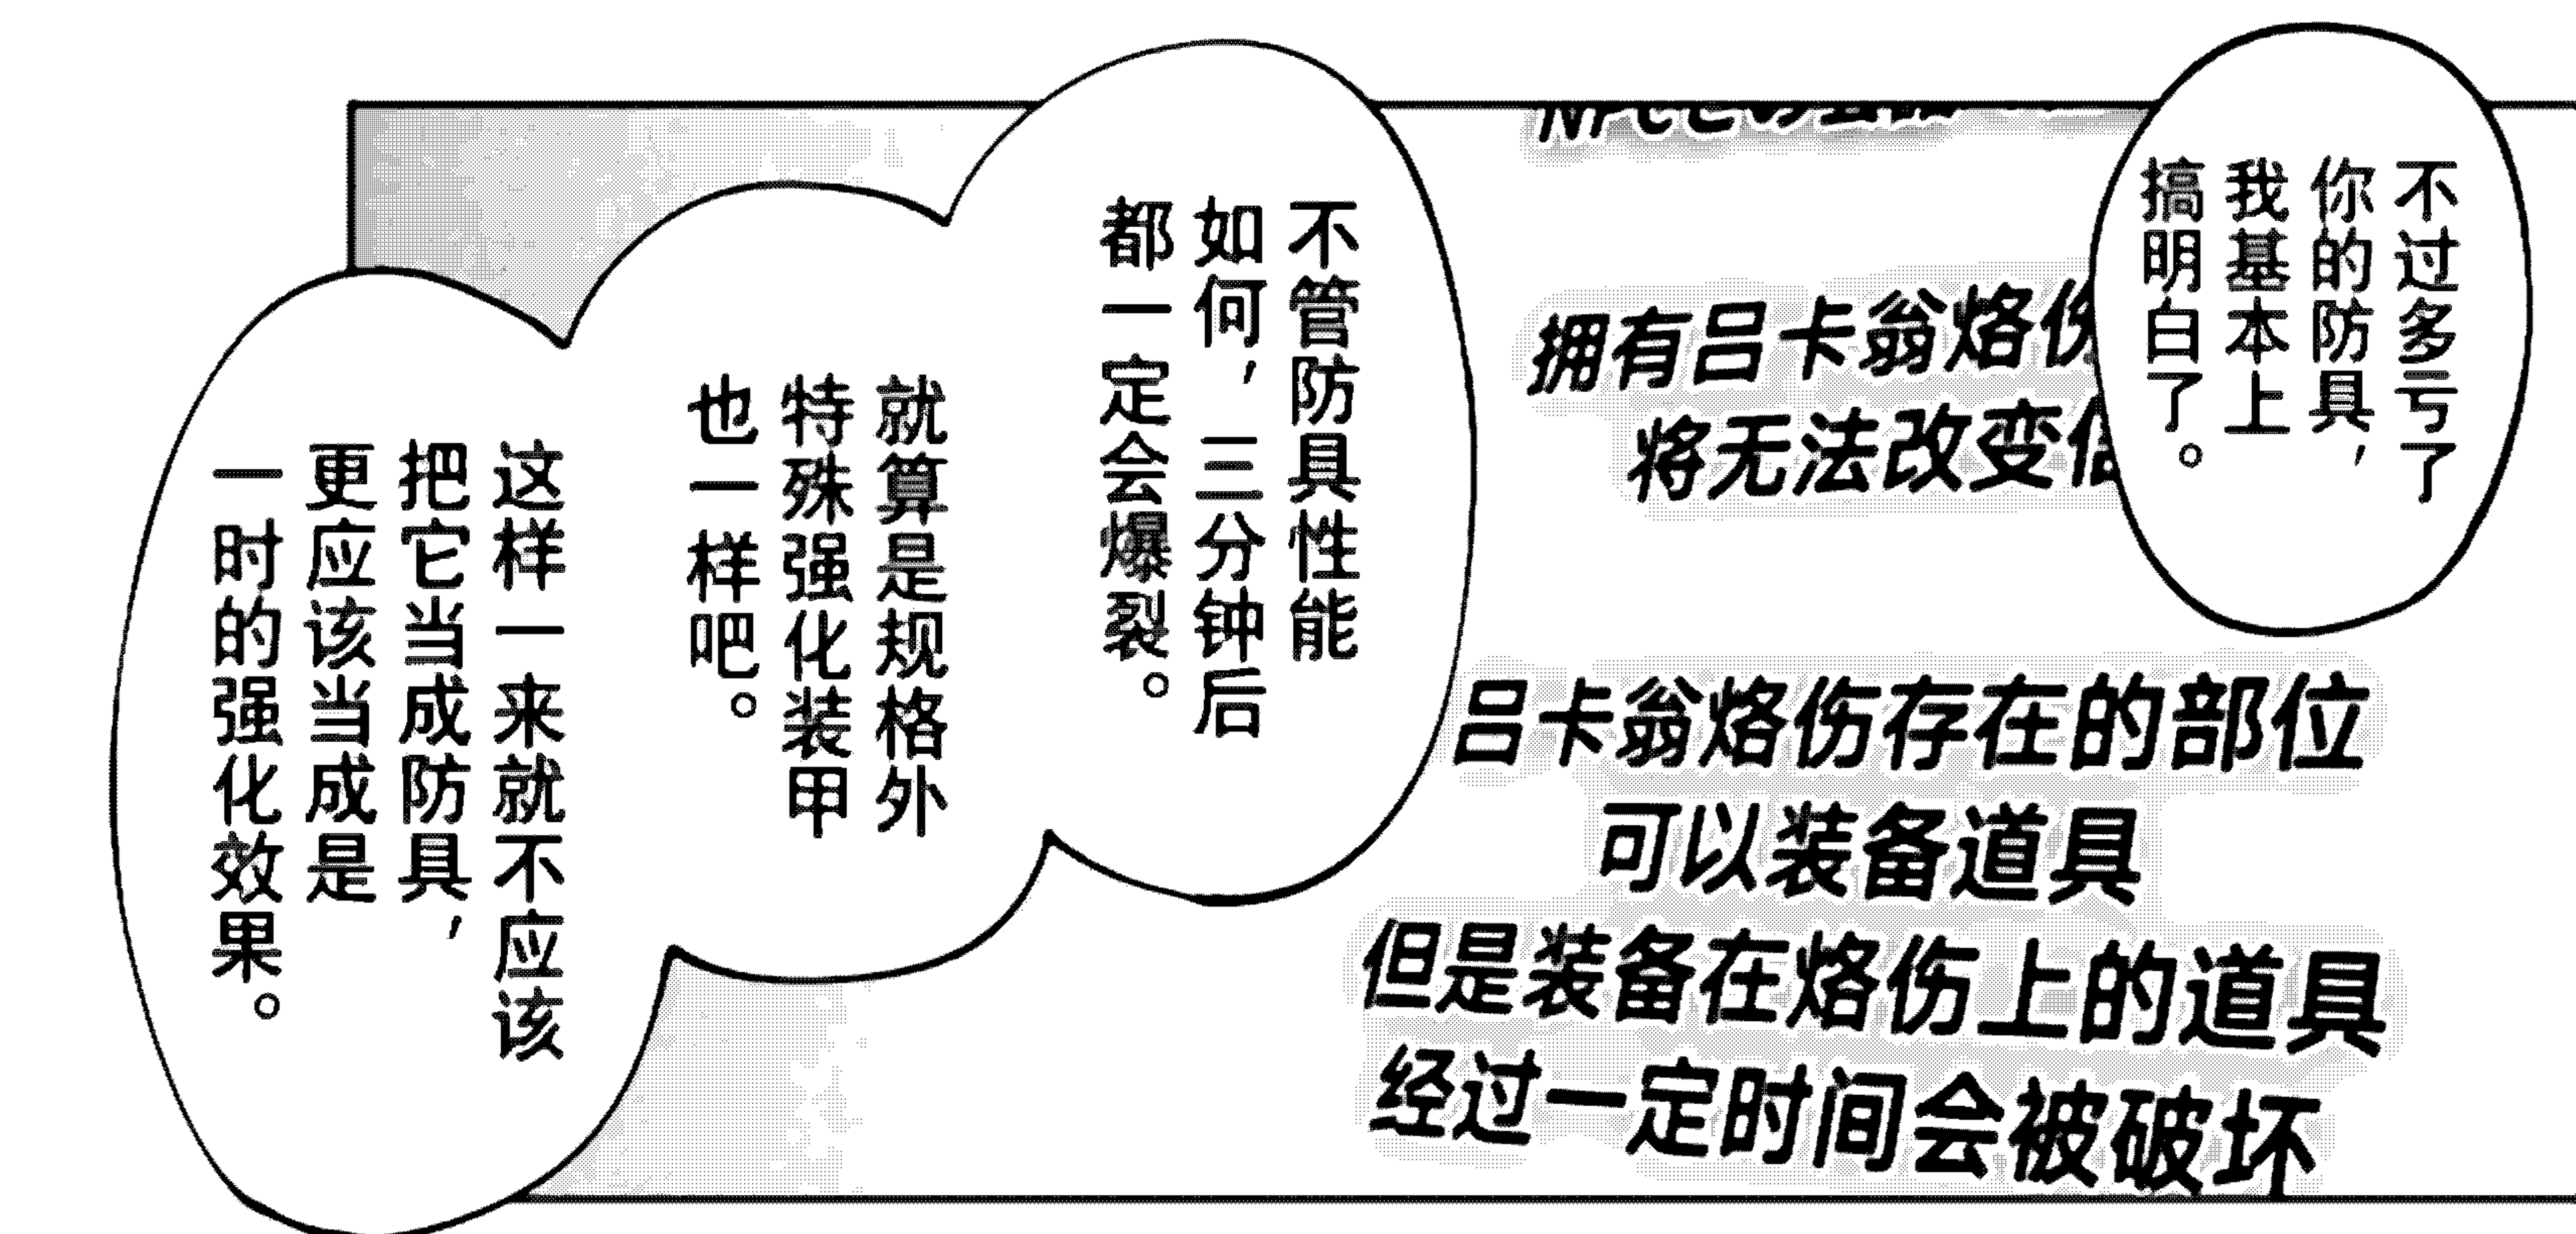 不过多亏了
你的防具，
我基本上
搞明白了。
拥有吕卡翁烙伤
将无法改变
吕卡翁烙伤存在的部位
可以装备道具
但是装备在烙伤上的道具
经过一定时间会被破坏
不管防具性能
如何，三分钟后
都一定会爆裂。
就算是规格外
特殊强化装甲
也一样吧。
这样一来就不应该
把它当成防具，
更应该当成是
一时的强化效果。